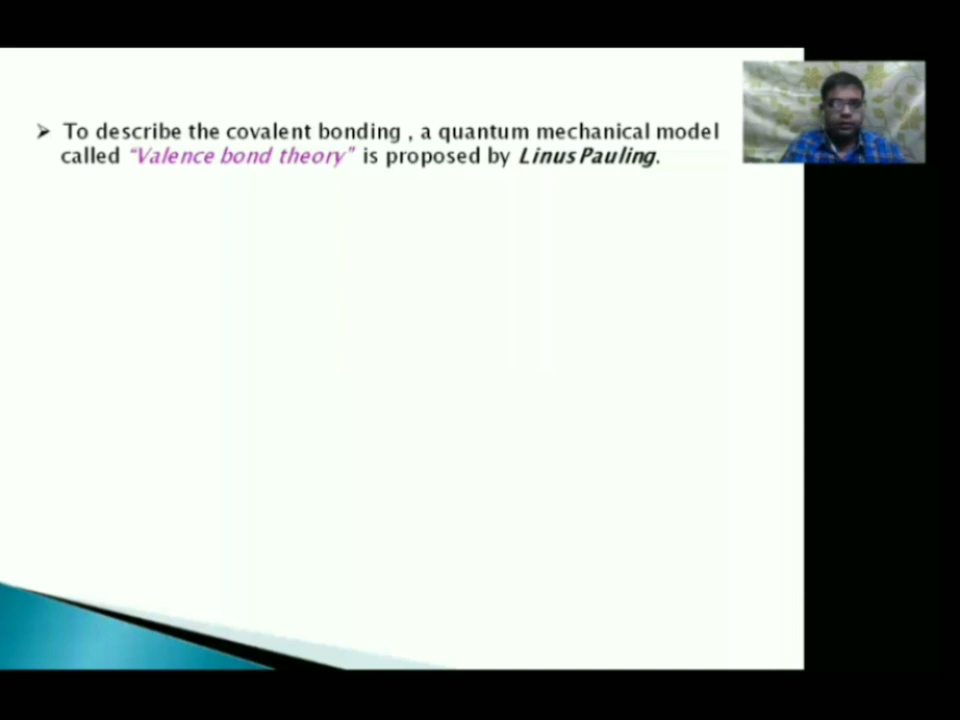 ➢ To describe the covalent bonding , a quantum mechanical model
called “Valence bond theory” is proposed by Linus Pauling.